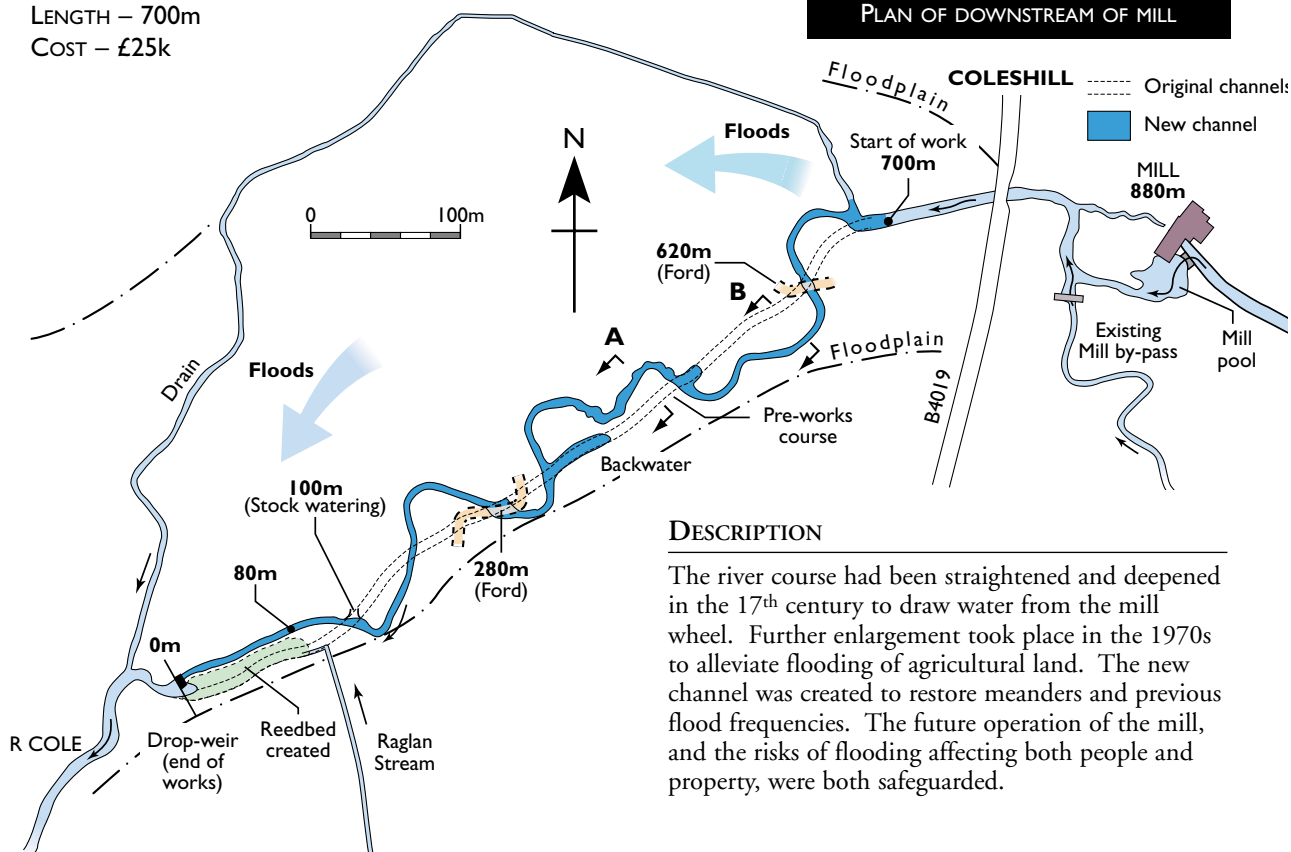 LENGTH – 700m
COST – £25k
PLAN OF DOWNSTREAM OF MILL
Floodplain
COLESHILL
Original channels
New channel
Floods
Start of work
700m
MILL
880m
N
0
100m
620m
(Ford)
B
A
Floodplain
Existing
Mill by-pass
Mill
pool
B4019
Drain
Floods
Pre-works
course
Backwater
100m
(Stock watering)
280m
(Ford)
80m
0m
R COLE
Drop-weir
(end of
works)
Reedbed
created
Raglan
Stream
DESCRIPTION
The river course had been straightened and deepened
in the 17th century to draw water from the mill
wheel. Further enlargement took place in the 1970s
to alleviate flooding of agricultural land. The new
channel was created to restore meanders and previous
flood frequencies. The future operation of the mill,
and the risks of flooding affecting both people and
property, were both safeguarded.